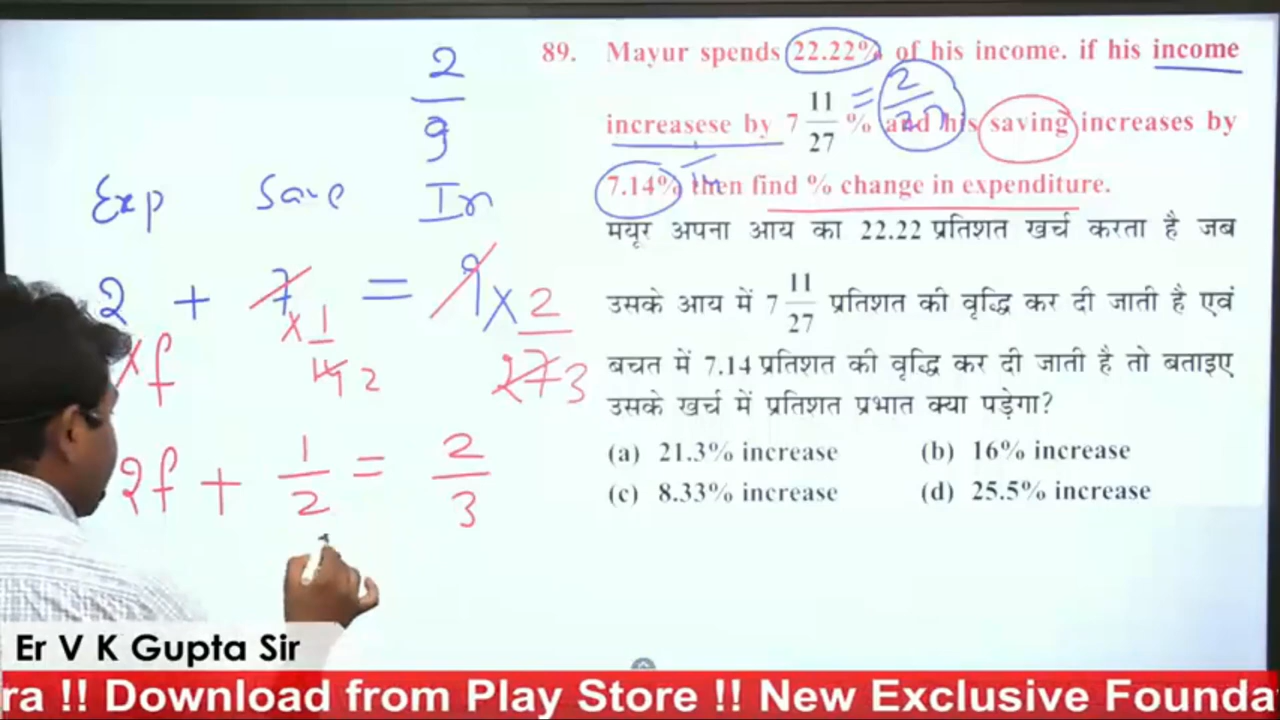 89. Mayur spends 22.22% of his income. if his income
increasese by 7 11/27 % = 2/27 and his saving increases by
7.14% then find % change in expenditure.
मयूर अपना आय का 22.22 प्रतिशत खर्च करता है जब
उसके आय में 7 11/27 प्रतिशत की वृद्धि कर दी जाती है एवं
बचत में 7.14 प्रतिशत की वृद्धि कर दी जाती है तो बताइए
उसके खर्च में प्रतिशत प्रभात क्या पड़ेगा?
(a) 21.3% increase (b) 16% increase
(c) 8.33% increase (d) 25.5% increase
2/9
Exp Save In
2 + 7 = 9 × 2
×f × 1 14 2 27 3
2f + 1/2 = 2/3
Er V K Gupta Sir
ra !! Download from Play Store !! New Exclusive Founda